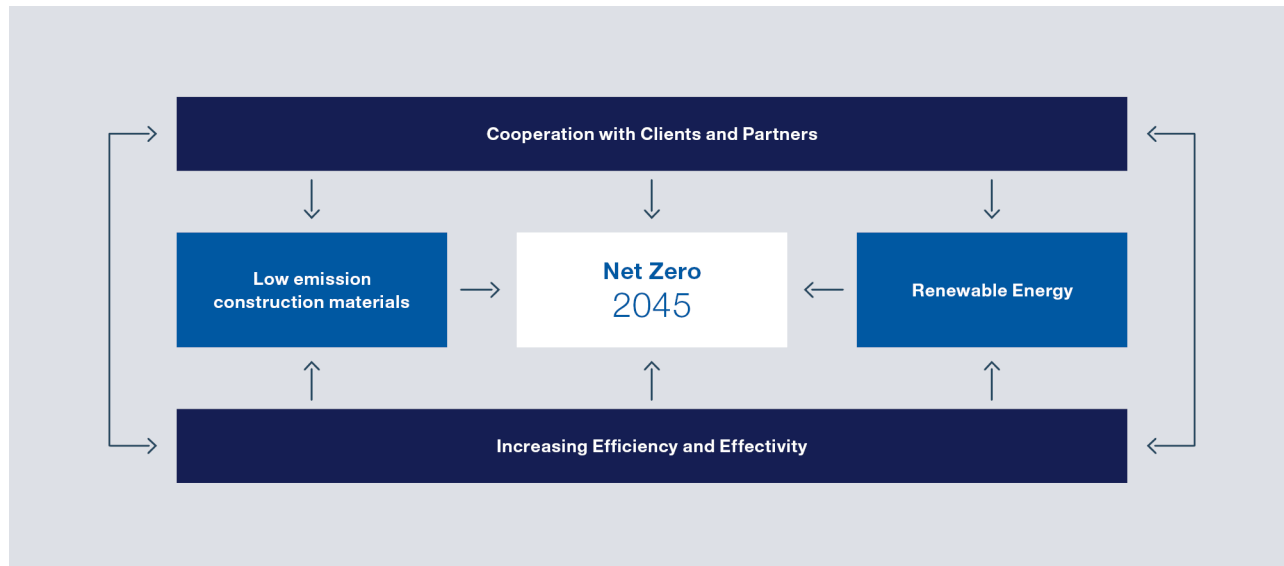 Cooperation with Clients and Partners
Low emission
construction materials
Net Zero
2045
Renewable Energy
Increasing Efficiency and Effectivity